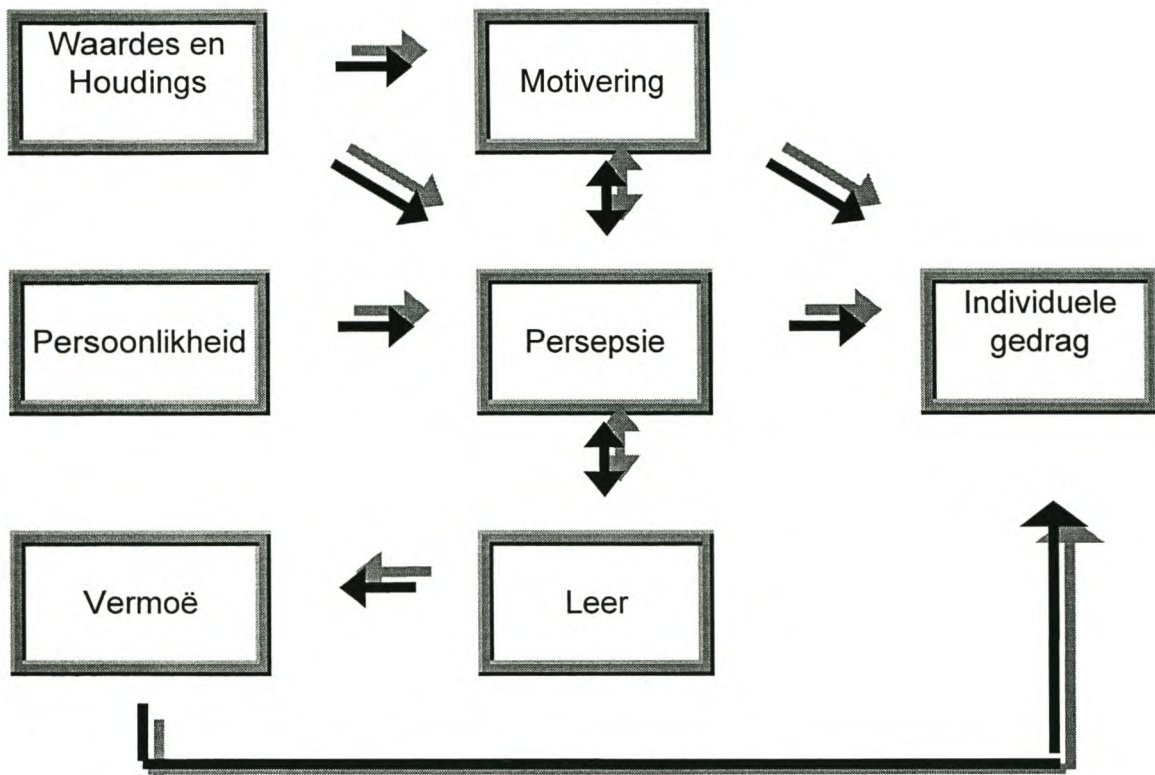 Waardes en
Houdings
Motivering
Persoonlikheid
Persepsie
Individuele
gedrag
Vermoë
Leer